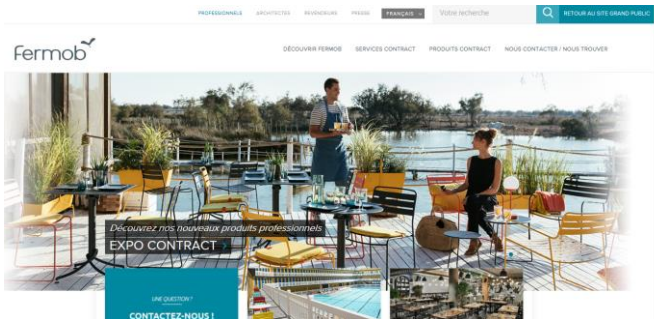 PROFESSIONNELS ARCHITECTES REVENDEURS PRESSE FRANÇAIS Votre recherche RETOUR AU SITE GRAND PUBLIC
Fermob
DÉCOUVRIR FERMOB SERVICES CONTRACT PRODUITS CONTRACT NOUS CONTACTER / NOUS TROUVER
Découvrez nos nouveaux produits professionnels
EXPO CONTRACT
UNE QUESTION ?
CONTACTEZ-NOUS !